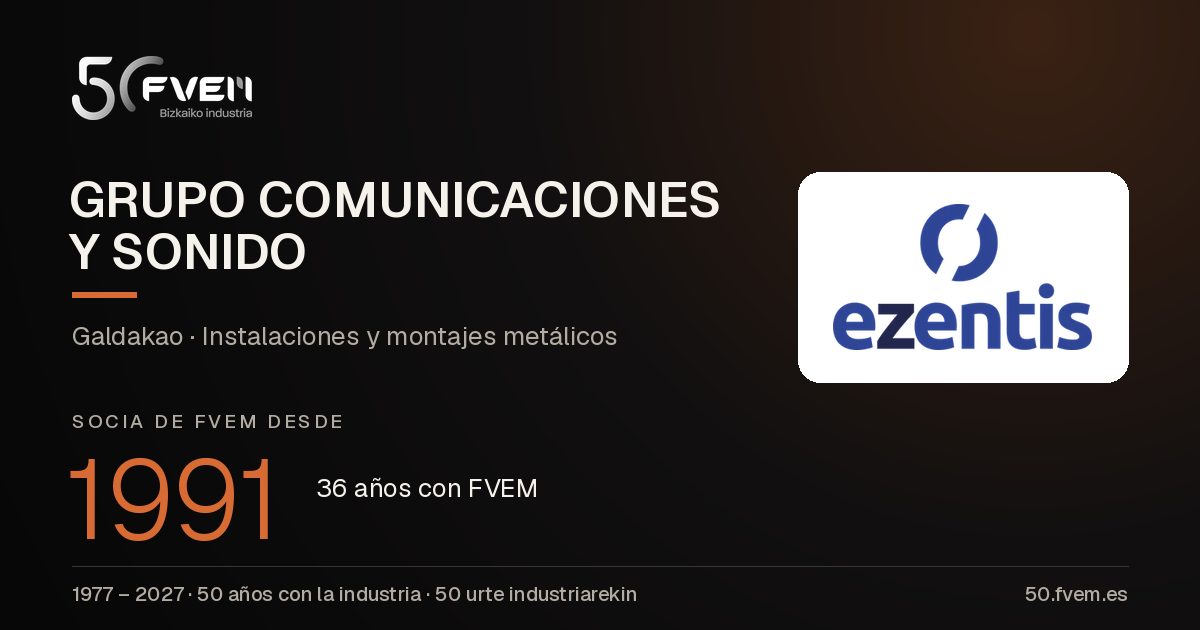 50 FVEM
Bizkaiko industria
GRUPO COMUNICACIONES
Y SONIDO
ezentis
Galdakao · Instalaciones y montajes metálicos
SOCIA DE FVEM DESDE
1991
36 años con FVEM
1977 – 2027 · 50 años con la industria · 50 urte industriarekin
50.fvem.es